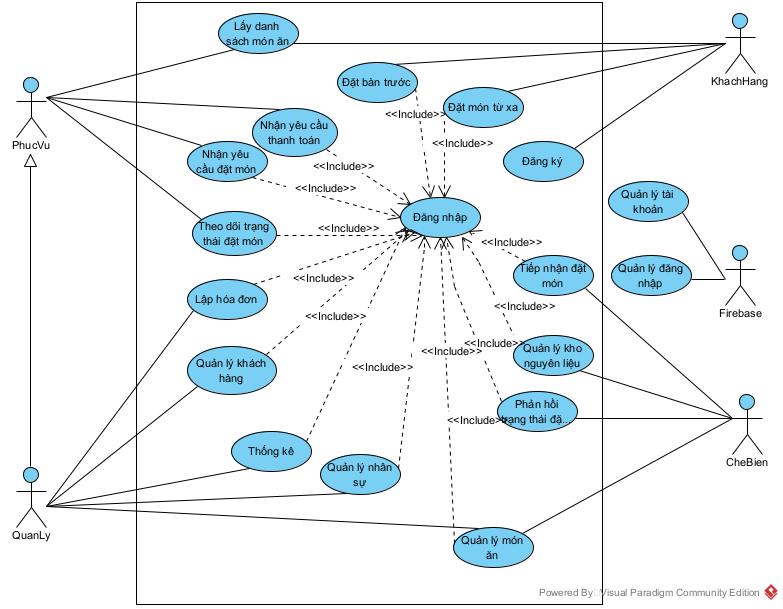 Lấy danh
sách món ăn
KhachHang
Đặt bàn trước
Đặt món từ xa
<<Include>>
Nhận yêu cầu
thanh toán
<<Include>>
PhucVu
Nhận yêu
cầu đặt món
<<Include>>
Đăng ký
<<Include>>
Quản lý tài
khoản
Đăng nhập
Theo dõi trạng
thái đặt món
<<Include>>
<<Include>>
Tiếp nhận đặt
món
Quản lý đăng
nhập
<<Include>>
Lập hóa đơn
<<Include>>
Firebase
<<Include>>
<<Include>>
<<Include>>
Quản lý kho
nguyên liệu
Quản lý khách
hàng
<<Include>>
Phản hồi
trạng thái đặ...
<<Include>>
Thống kê
Quản lý nhân
sự
CheBien
QuanLy
Quản lý món
ăn
Powered By Visual Paradigm Community Edition